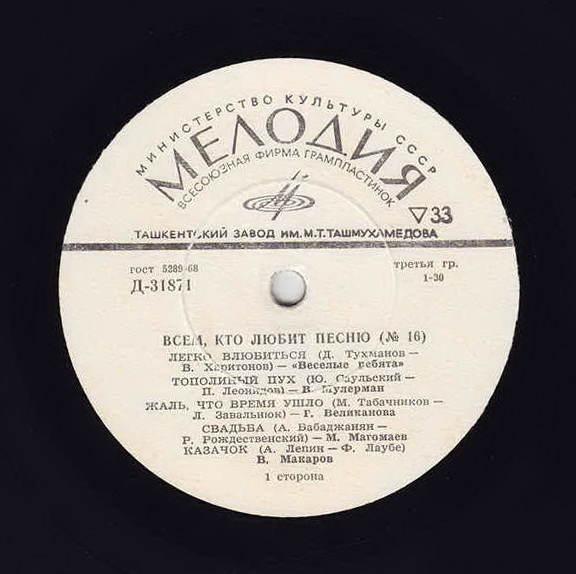 МИНИСТЕРСТВО КУЛЬТУРЫ СССР
МЕЛОДИЯ
ВСЕСОЮЗНАЯ ФИРМА ГРАМПЛАСТИНОК
33
ТАШКЕНТСКИЙ ЗАВОД ИМ. М.Т. ТАШМУХАМЕДОВА
ГОСТ 5289-68
Д-31871
третья гр.
1-30
ВСЕМ, КТО ЛЮБИТ ПЕСНЮ (№ 16)
ЛЕГКО ВЛЮБИТЬСЯ (Д. Тухманов —
В. Харитонов) — «Веселые ребята»
ТОПОЛИНЫЙ ПУХ (Ю. Саульский —
П. Леонидов) — В. Мулерман
ЖАЛЬ, ЧТО ВРЕМЯ УШЛО (М. Табачников —
Л. Завальнюк) — Г. Великанова
СВАДЬБА (А. Бабаджанян —
Р. Рождественский) — М. Магомаев
КАЗАЧОК (А. Лепин — Ф. Лаубе)
В. Макаров
1 сторона